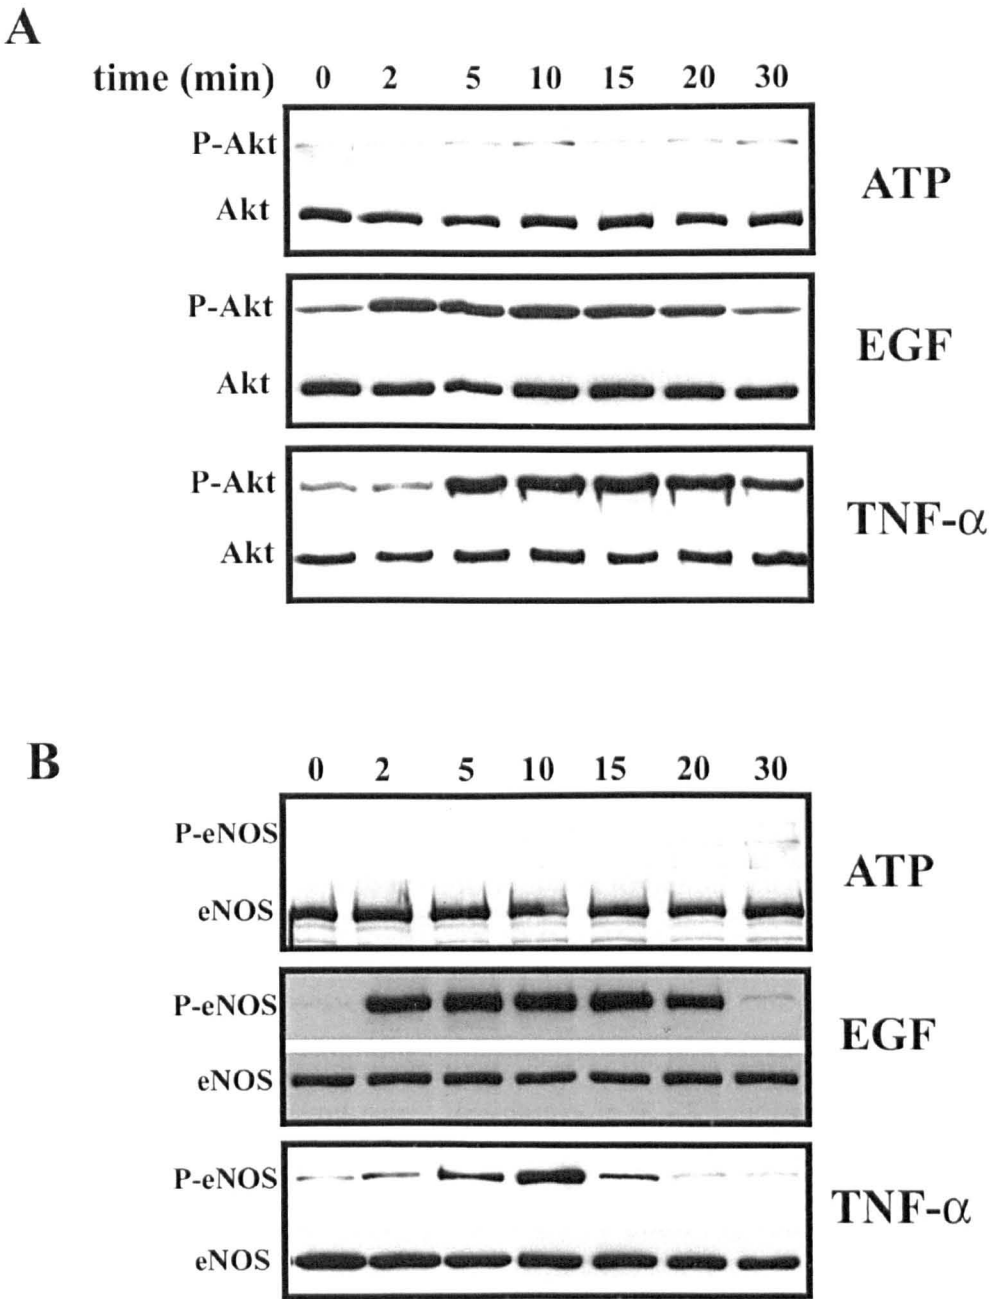 A
time (min) 0 2 5 10 15 20 30
P-Akt
Akt
ATP
P-Akt
Akt
EGF
P-Akt
Akt
TNF-α
B
0 2 5 10 15 20 30
P-eNOS
eNOS
ATP
P-eNOS
eNOS
EGF
P-eNOS
eNOS
TNF-α